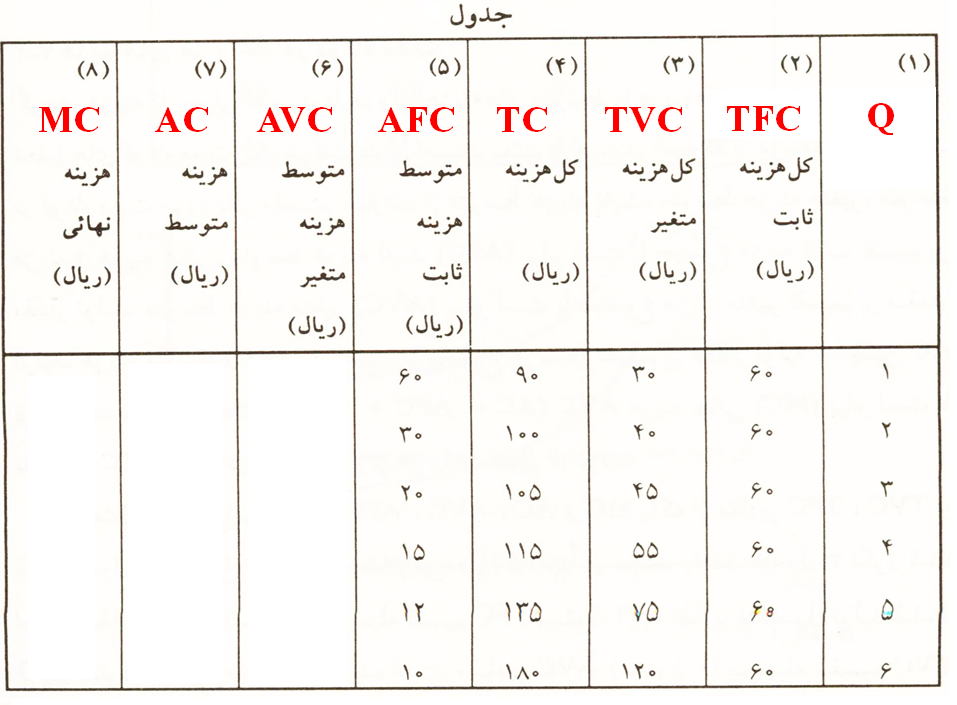 جدول
(۱) (۲) (۳) (۴) (۵) (۶) (۷) (۸)
Q TFC TVC TC AFC AVC AC MC
کل هزینه کل هزینه کل هزینه متوسط متوسط هزینه هزینه
ثابت متغیر هزینه هزینه متوسط نهائی
(ریال) (ریال) (ریال) ثابت متغیر (ریال) (ریال)
(ریال) (ریال)
۱ ۶۰ ۳۰ ۹۰ ۶۰
۲ ۶۰ ۴۰ ۱۰۰ ۳۰
۳ ۶۰ ۴۵ ۱۰۵ ۲۰
۴ ۶۰ ۵۵ ۱۱۵ ۱۵
۵ ۶۰ ۷۵ ۱۳۵ ۱۲
۶ ۶۰ ۱۲۰ ۱۸۰ ۱۰